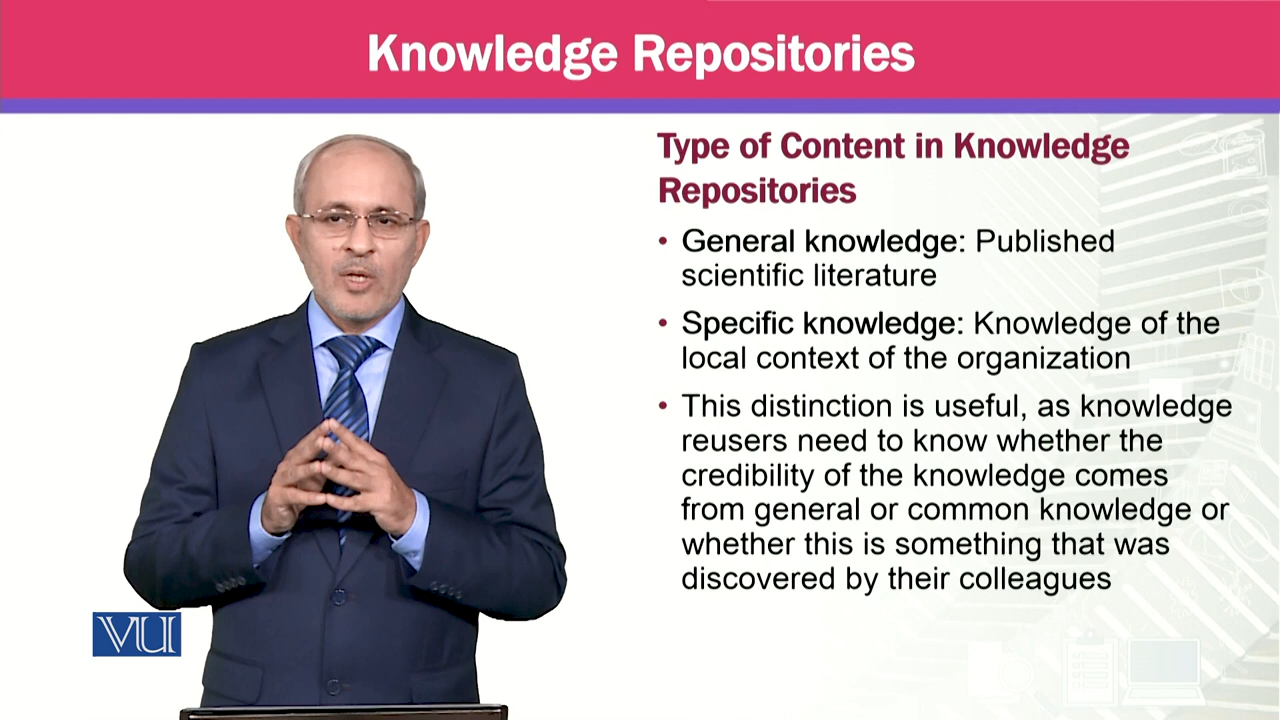 Knowledge Repositories
Type of Content in Knowledge
Repositories
• General knowledge: Published
scientific literature
• Specific knowledge: Knowledge of the
local context of the organization
• This distinction is useful, as knowledge
reusers need to know whether the
credibility of the knowledge comes
from general or common knowledge or
whether this is something that was
discovered by their colleagues
VU